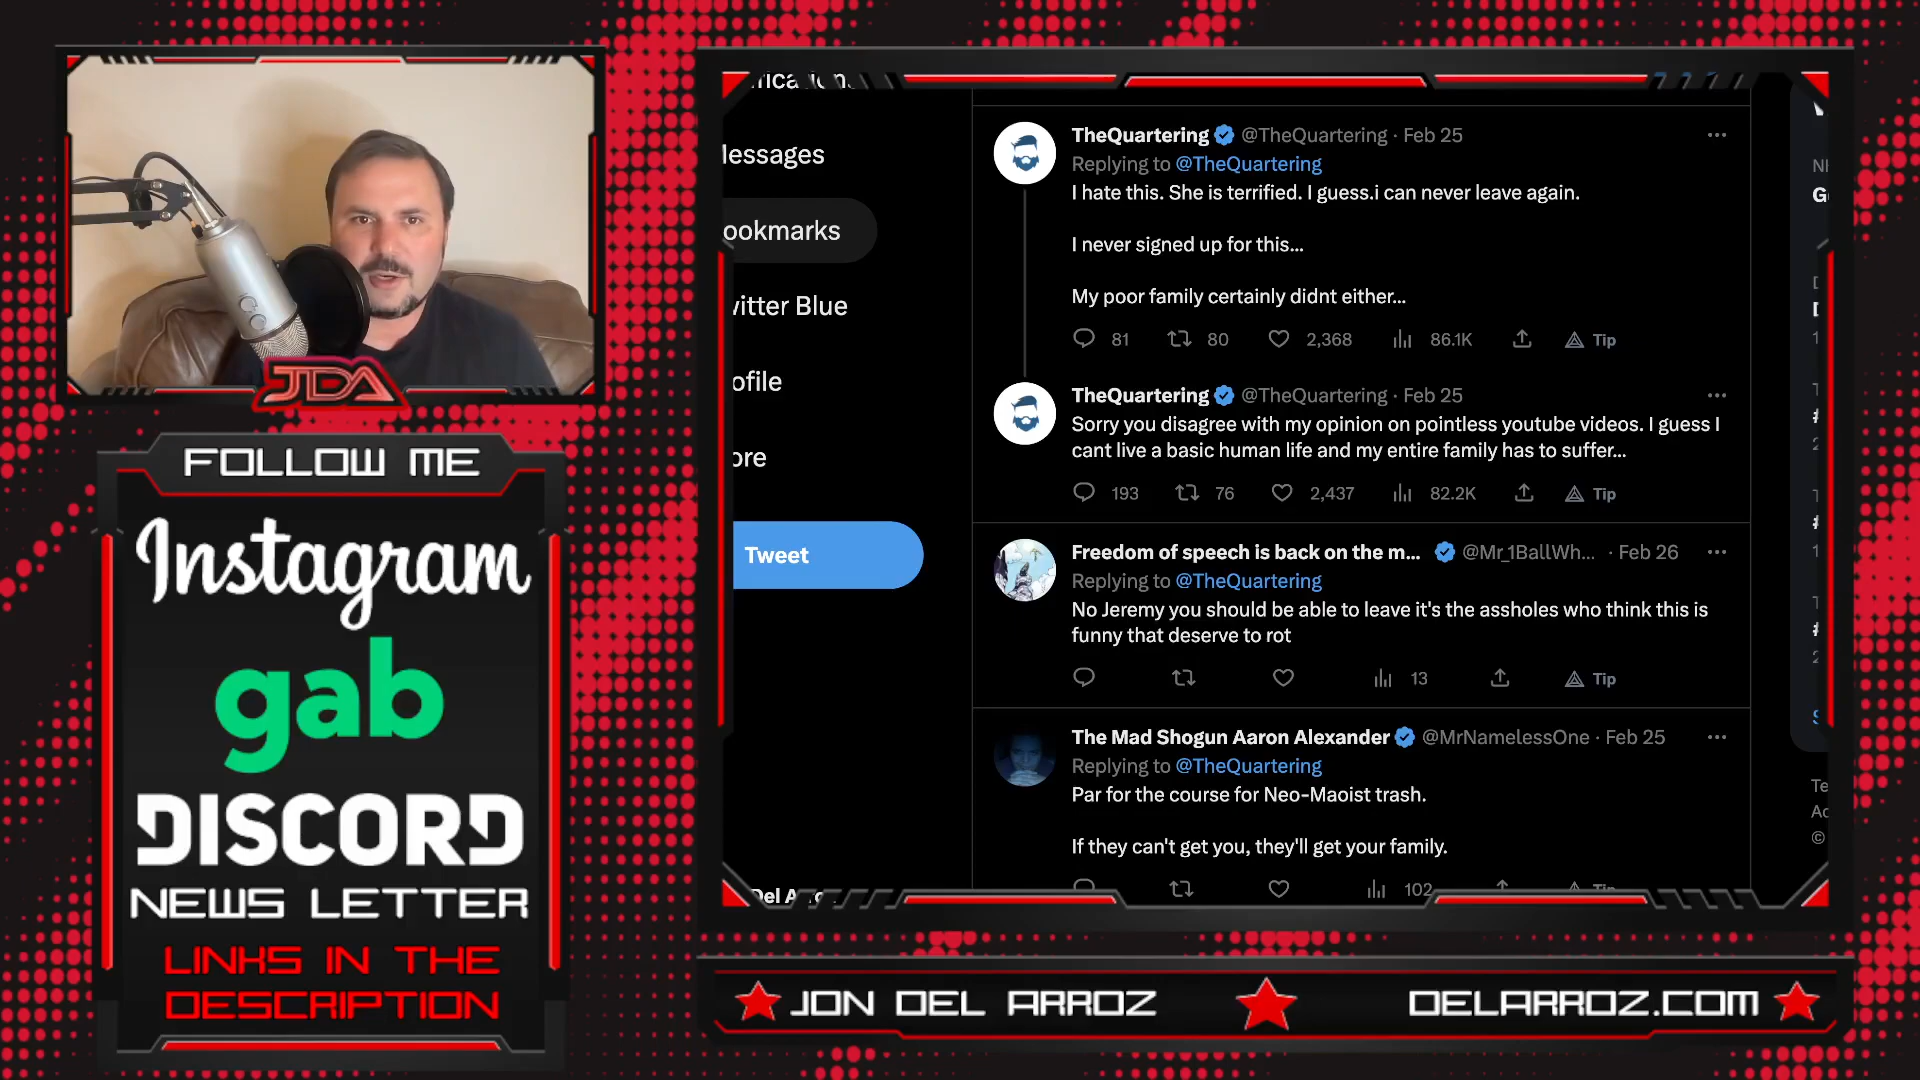 JDA
FOLLOW ME
Instagram
gab
DISCORD
NEWS LETTER
LINKS IN THE
DESCRIPTION
Messages
ookmarks
witter Blue
ofile
ore
Tweet
TheQuartering @TheQuartering · Feb 25
Replying to @TheQuartering
I hate this. She is terrified. I guess.i can never leave again.
I never signed up for this...
My poor family certainly didnt either...
81 80 2,368 86.1K Tip
TheQuartering @TheQuartering · Feb 25
Sorry you disagree with my opinion on pointless youtube videos. I guess I
cant live a basic human life and my entire family has to suffer...
193 76 2,437 82.2K Tip
Freedom of speech is back on the m... @Mr_1BallWh... · Feb 26
Replying to @TheQuartering
No Jeremy you should be able to leave it's the assholes who think this is
funny that deserve to rot
13 Tip
The Mad Shogun Aaron Alexander @MrNamelessOne · Feb 25
Replying to @TheQuartering
Par for the course for Neo-Maoist trash.
If they can't get you, they'll get your family.
102 Tip
JON DEL ARROZ
DELARROZ.COM